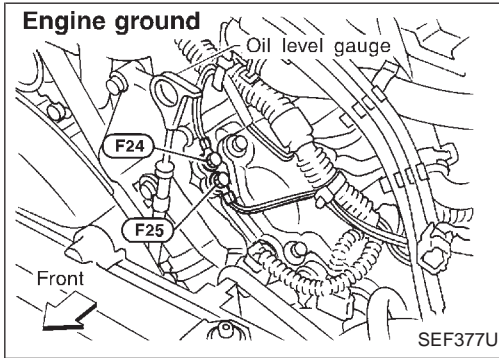 Engine ground
Oil level gauge
F24
F25
Front
SEF377U